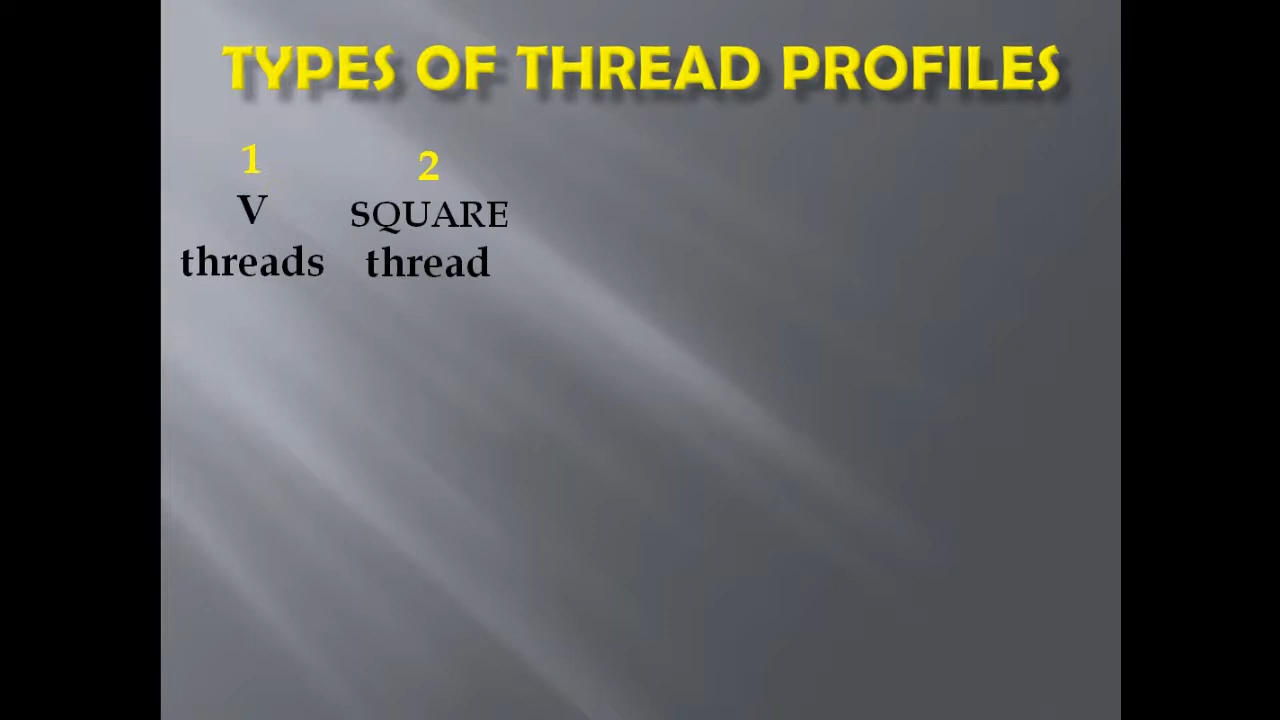 TYPES OF THREAD PROFILES
1
V
threads
2
SQUARE
thread